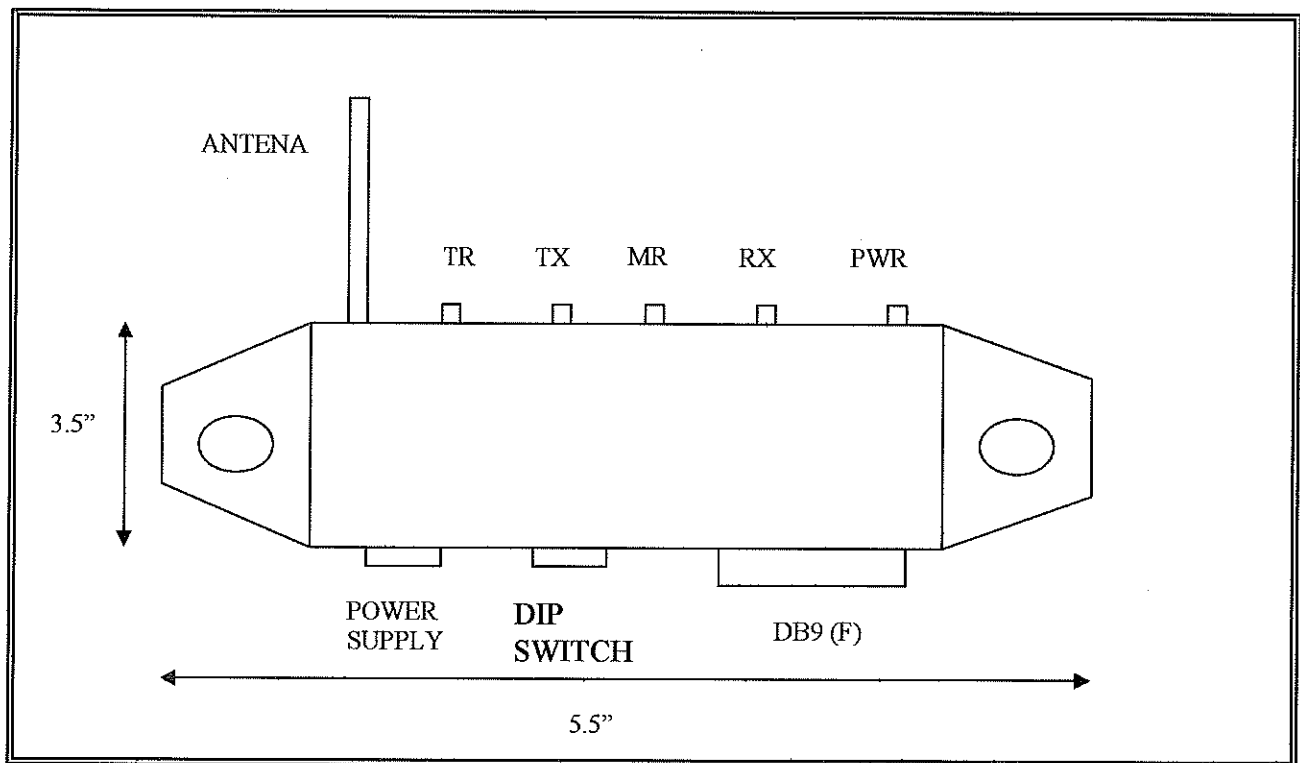 ANTENA
TR TX MR RX PWR
3.5”
POWER
SUPPLY
DIP
SWITCH
DB9 (F)
5.5”